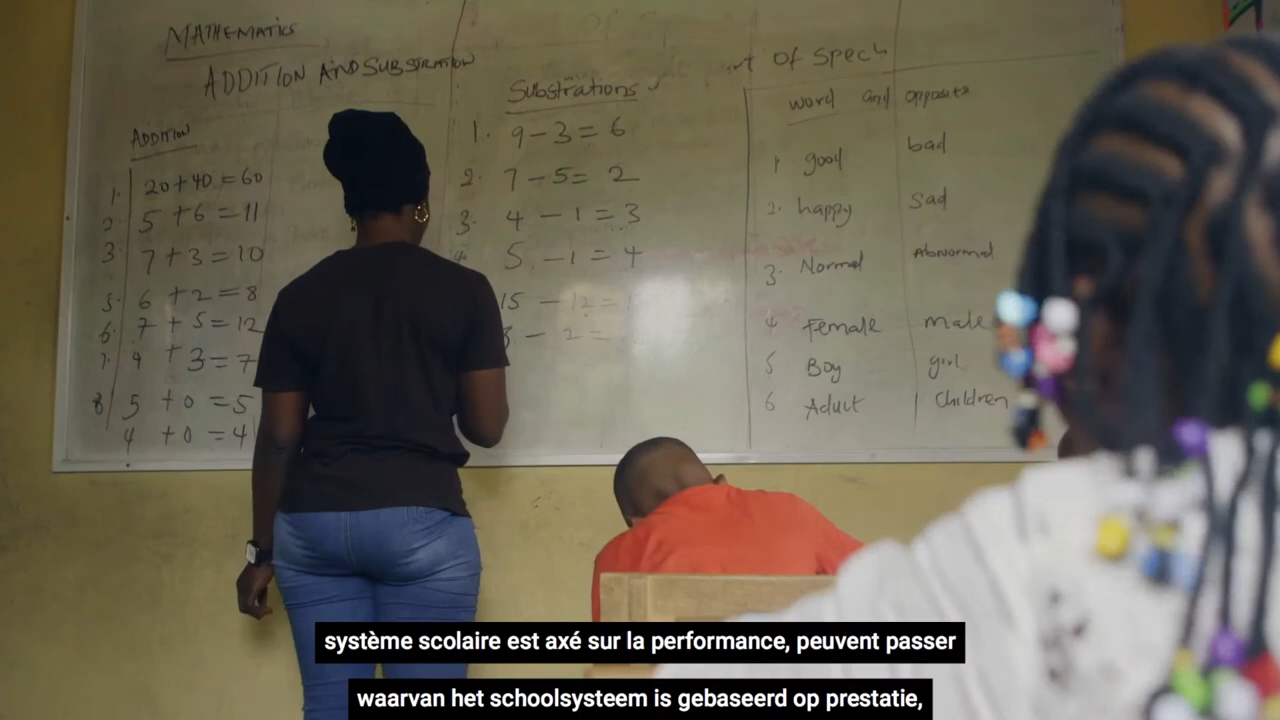 MATHEMATICS
ADDITION AND SUBSTRATION
ADDITION
1. 20+40=60
2. 5+6=11
3. 7+3=10
5. 6+2=8
6. 7+5=12
7. 4+3=7
8 5+0=5
4+0=4
Substrations
1. 9-3=6
2. 7-5=2
3. 4-1=3
4. 5-1=4
15-12=
- 2 =
of Spech
word and opposite
1 good bad
2. happy Sad
3. Normal Abnormal
4 Female male
5 Boy girl
6 Adult Children
système scolaire est axé sur la performance, peuvent passer
waarvan het schoolsysteem is gebaseerd op prestatie,